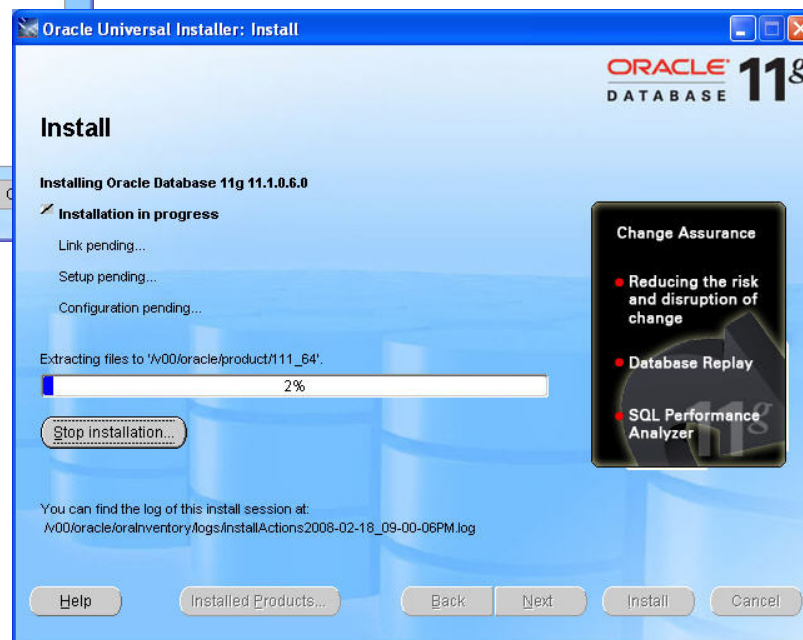 Oracle Universal Installer: Install
ORACLE
DATABASE
11g
Install
Installing Oracle Database 11g 11.1.0.6.0
Installation in progress
Link pending...
Setup pending...
Configuration pending...
Extracting files to '/v00/oracle/product/111_64'.
2%
Stop installation...
Change Assurance
Reducing the risk
and disruption of
change
Database Replay
SQL Performance
Analyzer
11g
You can find the log of this install session at:
/v00/oracle/oraInventory/logs/installActions2008-02-18_09-00-06PM.log
Help
Installed Products...
Back
Next
Install
Cancel